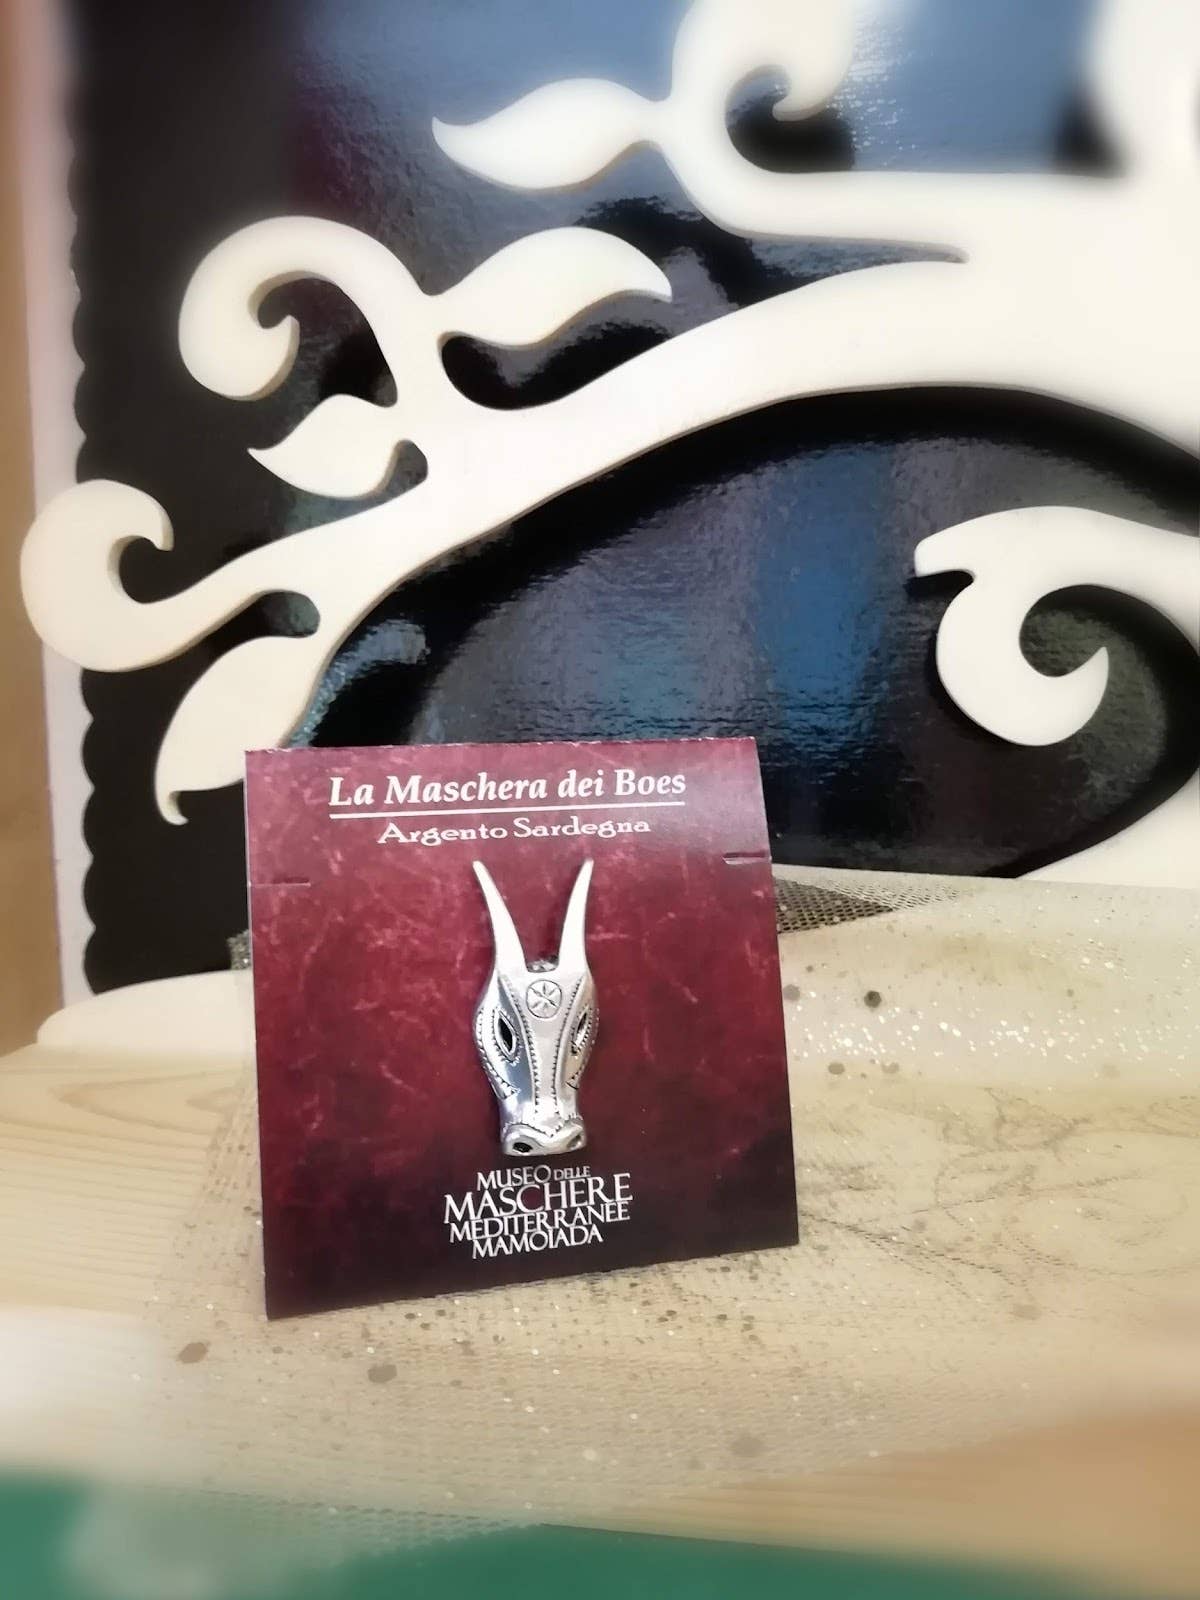 La Maschera dei Boes
Argento Sardegna
MUSEO DELLE
MASCHERE
MEDITERRANEE
MAMOIADA